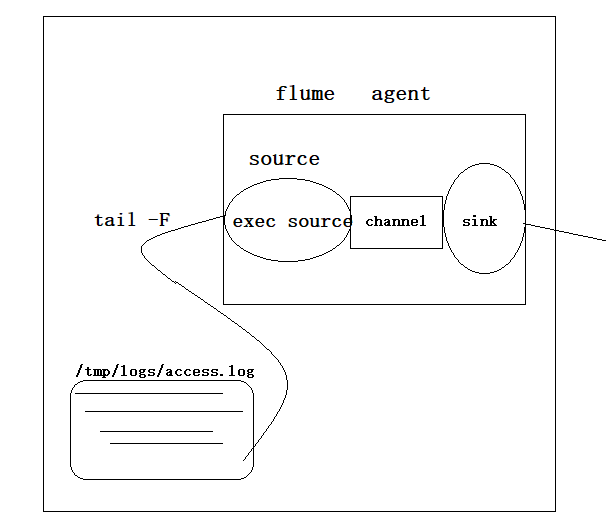 flume agent
source
tail -F
exec source
channel
sink
/tmp/logs/access.log